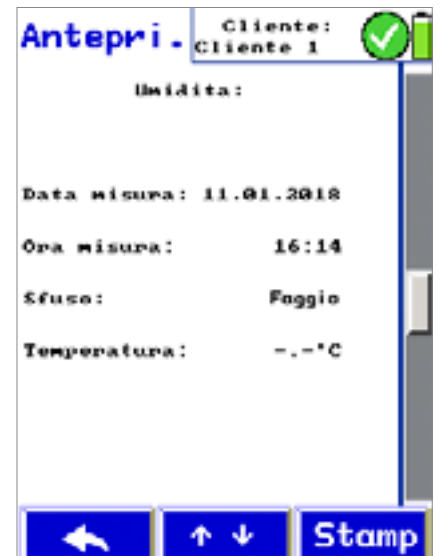 Antepri.
Cliente:
Cliente 1
Umidita:
Data misura: 11.01.2018
Ora misura: 16:14
Sfuso: Faggio
Temperatura: -.-°C
Stamp